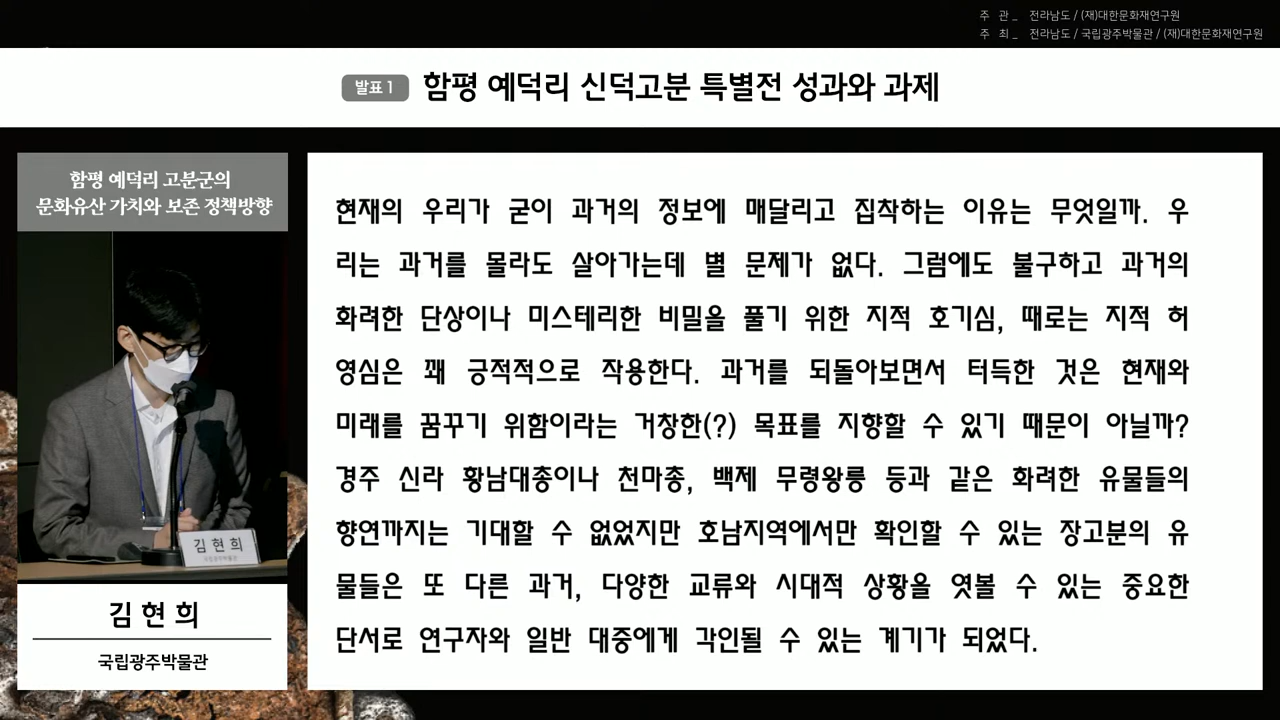 주 관 _ 전라남도 / (재)대한문화재연구원
주 최 _ 전라남도 / 국립광주박물관 / (재)대한문화재연구원
발표 1 함평 예덕리 신덕고분 특별전 성과와 과제
함평 예덕리 고분군의
문화유산 가치와 보존 정책방향
김현희
국립광주박물관
김 현 희
국립광주박물관
현재의 우리가 굳이 과거의 정보에 매달리고 집착하는 이유는 무엇일까. 우
리는 과거를 몰라도 살아가는데 별 문제가 없다. 그럼에도 불구하고 과거의
화려한 단상이나 미스테리한 비밀을 풀기 위한 지적 호기심, 때로는 지적 허
영심은 꽤 긍적적으로 작용한다. 과거를 되돌아보면서 터득한 것은 현재와
미래를 꿈꾸기 위함이라는 거창한(?) 목표를 지향할 수 있기 때문이 아닐까?
경주 신라 황남대총이나 천마총, 백제 무령왕릉 등과 같은 화려한 유물들의
향연까지는 기대할 수 없었지만 호남지역에서만 확인할 수 있는 장고분의 유
물들은 또 다른 과거, 다양한 교류와 시대적 상황을 엿볼 수 있는 중요한
단서로 연구자와 일반 대중에게 각인될 수 있는 계기가 되었다.